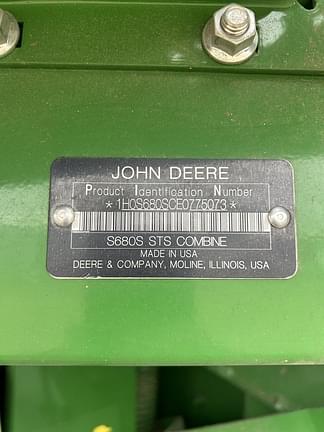 JOHN DEERE
Product Identification Number
*1H0S680SCE0775073*
S680S STS COMBINE
MADE IN USA
DEERE & COMPANY, MOLINE, ILLINOIS, USA